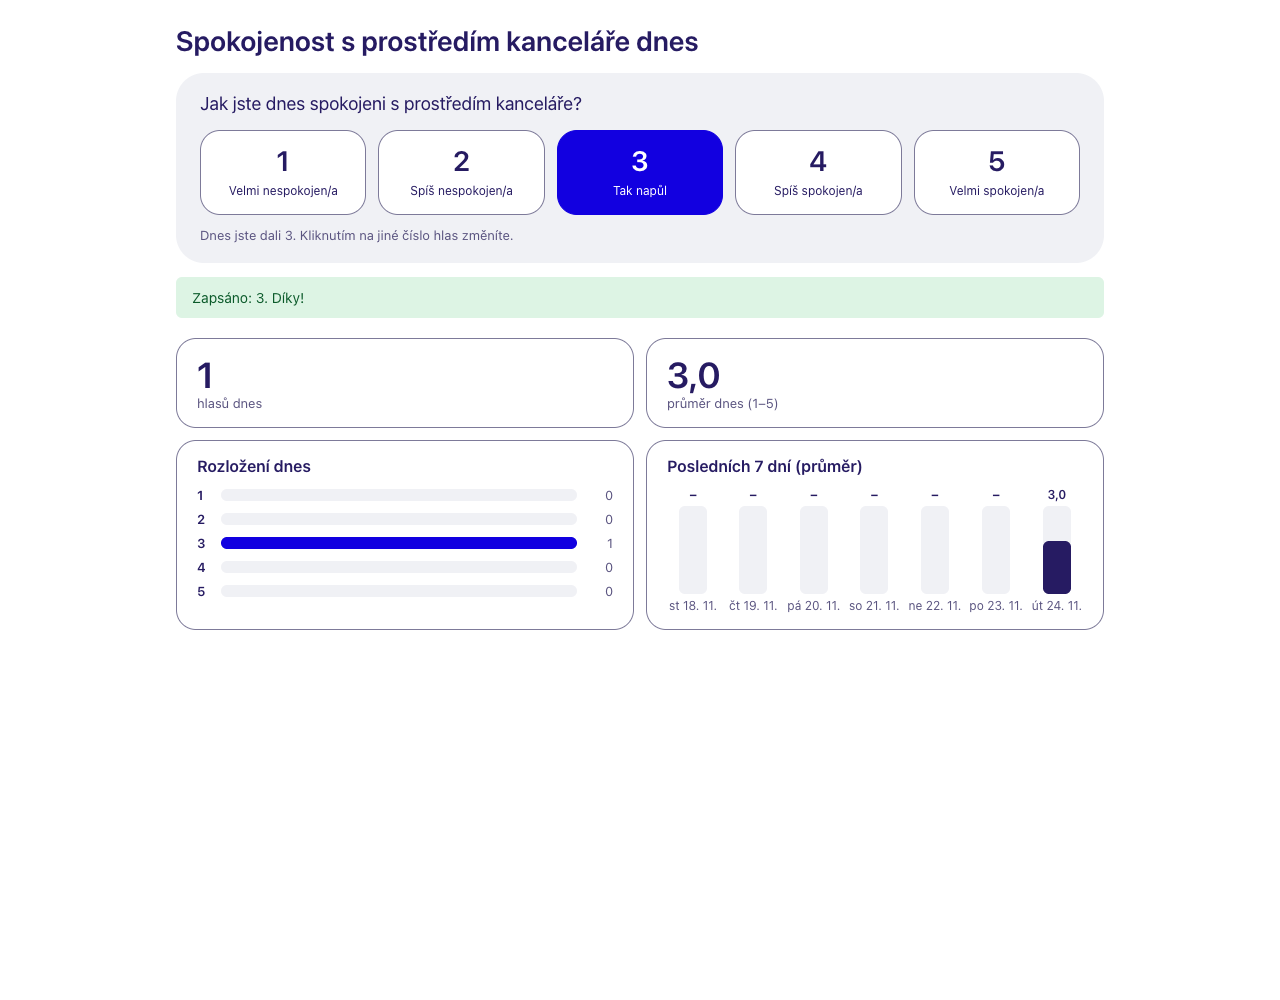 Spokojenost s prostředím kanceláře dnes
Jak jste dnes spokojeni s prostředím kanceláře?
1
Velmi nespokojen/a
2
Spíš nespokojen/a
3
Tak napůl
4
Spíš spokojen/a
5
Velmi spokojen/a
Dnes jste dali 3. Kliknutím na jiné číslo hlas změníte.
Zapsáno: 3. Díky!
1
hlasů dnes
3,0
průměr dnes (1–5)
Rozložení dnes
1 0
2 0
3 1
4 0
5 0
Posledních 7 dní (průměr)
– – – – – – 3,0
st 18. 11. čt 19. 11. pá 20. 11. so 21. 11. ne 22. 11. po 23. 11. út 24. 11.